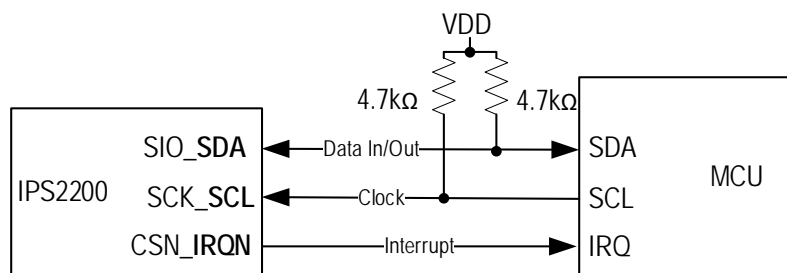 VDD
4.7kΩ 4.7kΩ
SIO_SDA Data In/Out SDA
IPS2200 SCK_SCL Clock SCL MCU
CSN_IRQN Interrupt IRQ